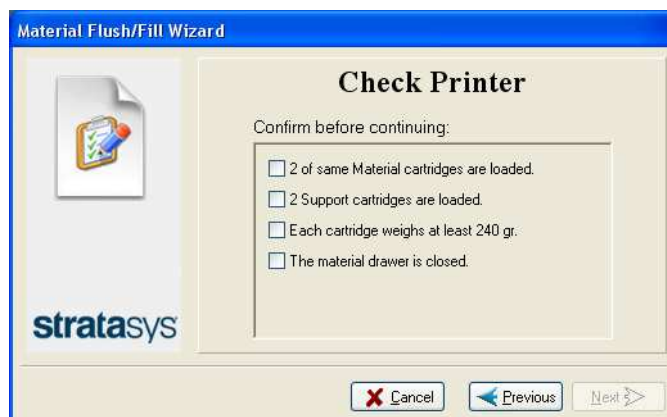 Material Flush/Fill Wizard
Check Printer
Confirm before continuing:
2 of same Material cartridges are loaded.
2 Support cartridges are loaded.
Each cartridge weighs at least 240 gr.
The material drawer is closed.
stratasys
Cancel
Previous
Next